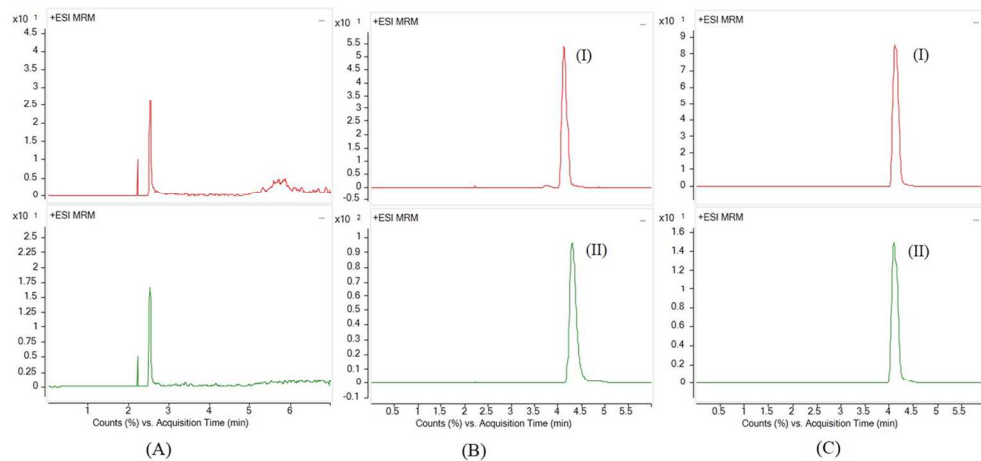 x10 1
+ESI MRM
...
4.5
4
3.5
3
2.5
2
1.5
1
0.5
0
x10 1
+ESI MRM
...
2.5
2.25
2
1.75
1.5
1.25
1
0.75
0.5
0.25
0
1 2 3 4 5 6
Counts (%) vs. Acquisition Time (min)
(A)
x10 1
+ESI MRM
...
(I)
5.5
5
4.5
4
3.5
3
2.5
2
1.5
1
0.5
0
-0.5
x10 2
+ESI MRM
...
(II)
1
0.9
0.8
0.7
0.6
0.5
0.4
0.3
0.2
0.1
0
-0.1
0.5 1 1.5 2 2.5 3 3.5 4 4.5 5 5.5
Counts (%) vs. Acquisition Time (min)
(B)
x10 1
+ESI MRM
...
(I)
9
8
7
6
5
4
3
2
1
0
x10 1
+ESI MRM
...
(II)
1.6
1.4
1.2
1
0.8
0.6
0.4
0.2
0
0.5 1 1.5 2 2.5 3 3.5 4 4.5 5 5.5
Counts (%) vs. Acquisition Time (min)
(C)